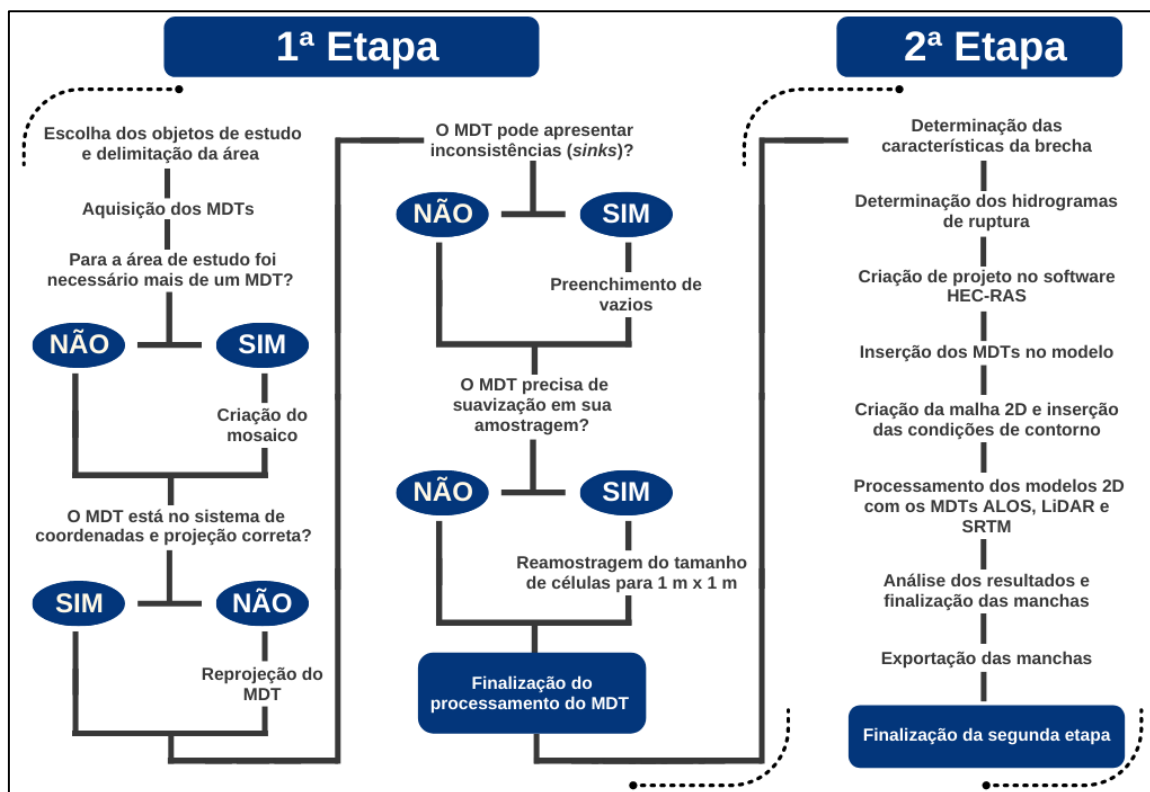 1ª Etapa
Escolha dos objetos de estudo
e delimitação da área
Aquisição dos MDTs
Para a área de estudo foi
necessário mais de um MDT?
NÃO
SIM
Criação do
mosaico
O MDT está no sistema de
coordenadas e projeção correta?
SIM
NÃO
Reprojeção do
MDT
O MDT pode apresentar
inconsistências (sinks)?
NÃO
SIM
Preenchimento de
vazios
O MDT precisa de
suavização em sua
amostragem?
NÃO
SIM
Reamostragem do tamanho
de células para 1 m x 1 m
Finalização do
processamento do MDT
2ª Etapa
Determinação das
características da brecha
Determinação dos hidrogramas
de ruptura
Criação de projeto no software
HEC-RAS
Inserção dos MDTs no modelo
Criação da malha 2D e inserção
das condições de contorno
Processamento dos modelos 2D
com os MDTs ALOS, LiDAR e
SRTM
Análise dos resultados e
finalização das manchas
Exportação das manchas
Finalização da segunda etapa